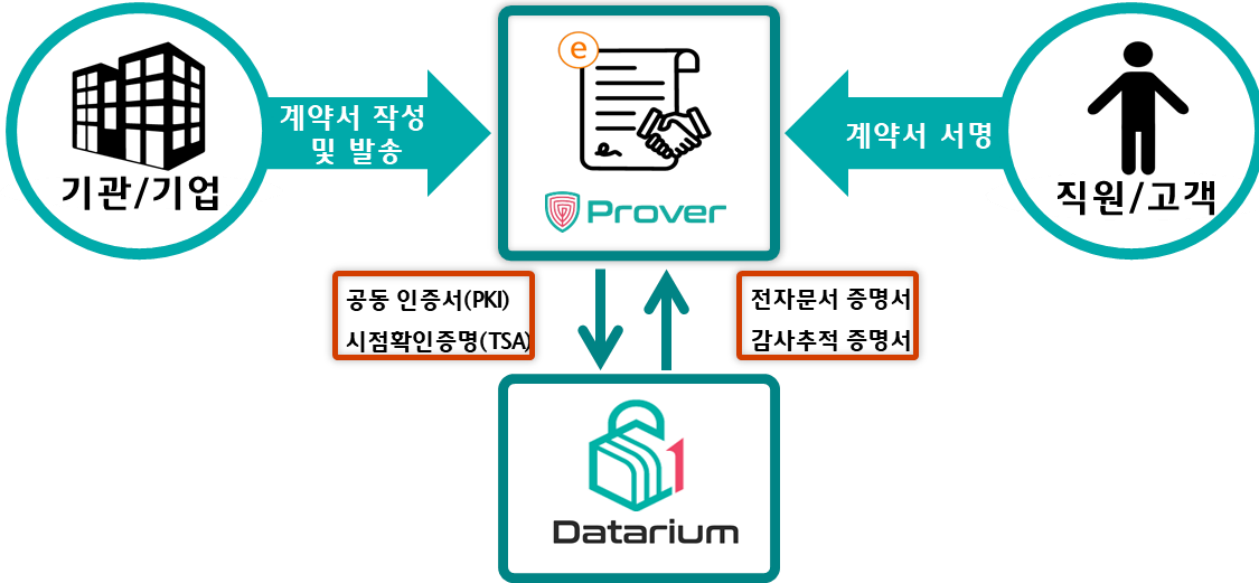 e
계약서 작성
및 발송
계약서 서명
기관/기업
Prover
직원/고객
공동 인증서(PKI)
시점확인증명(TSA)
전자문서 증명서
감사추적 증명서
1
Datarium